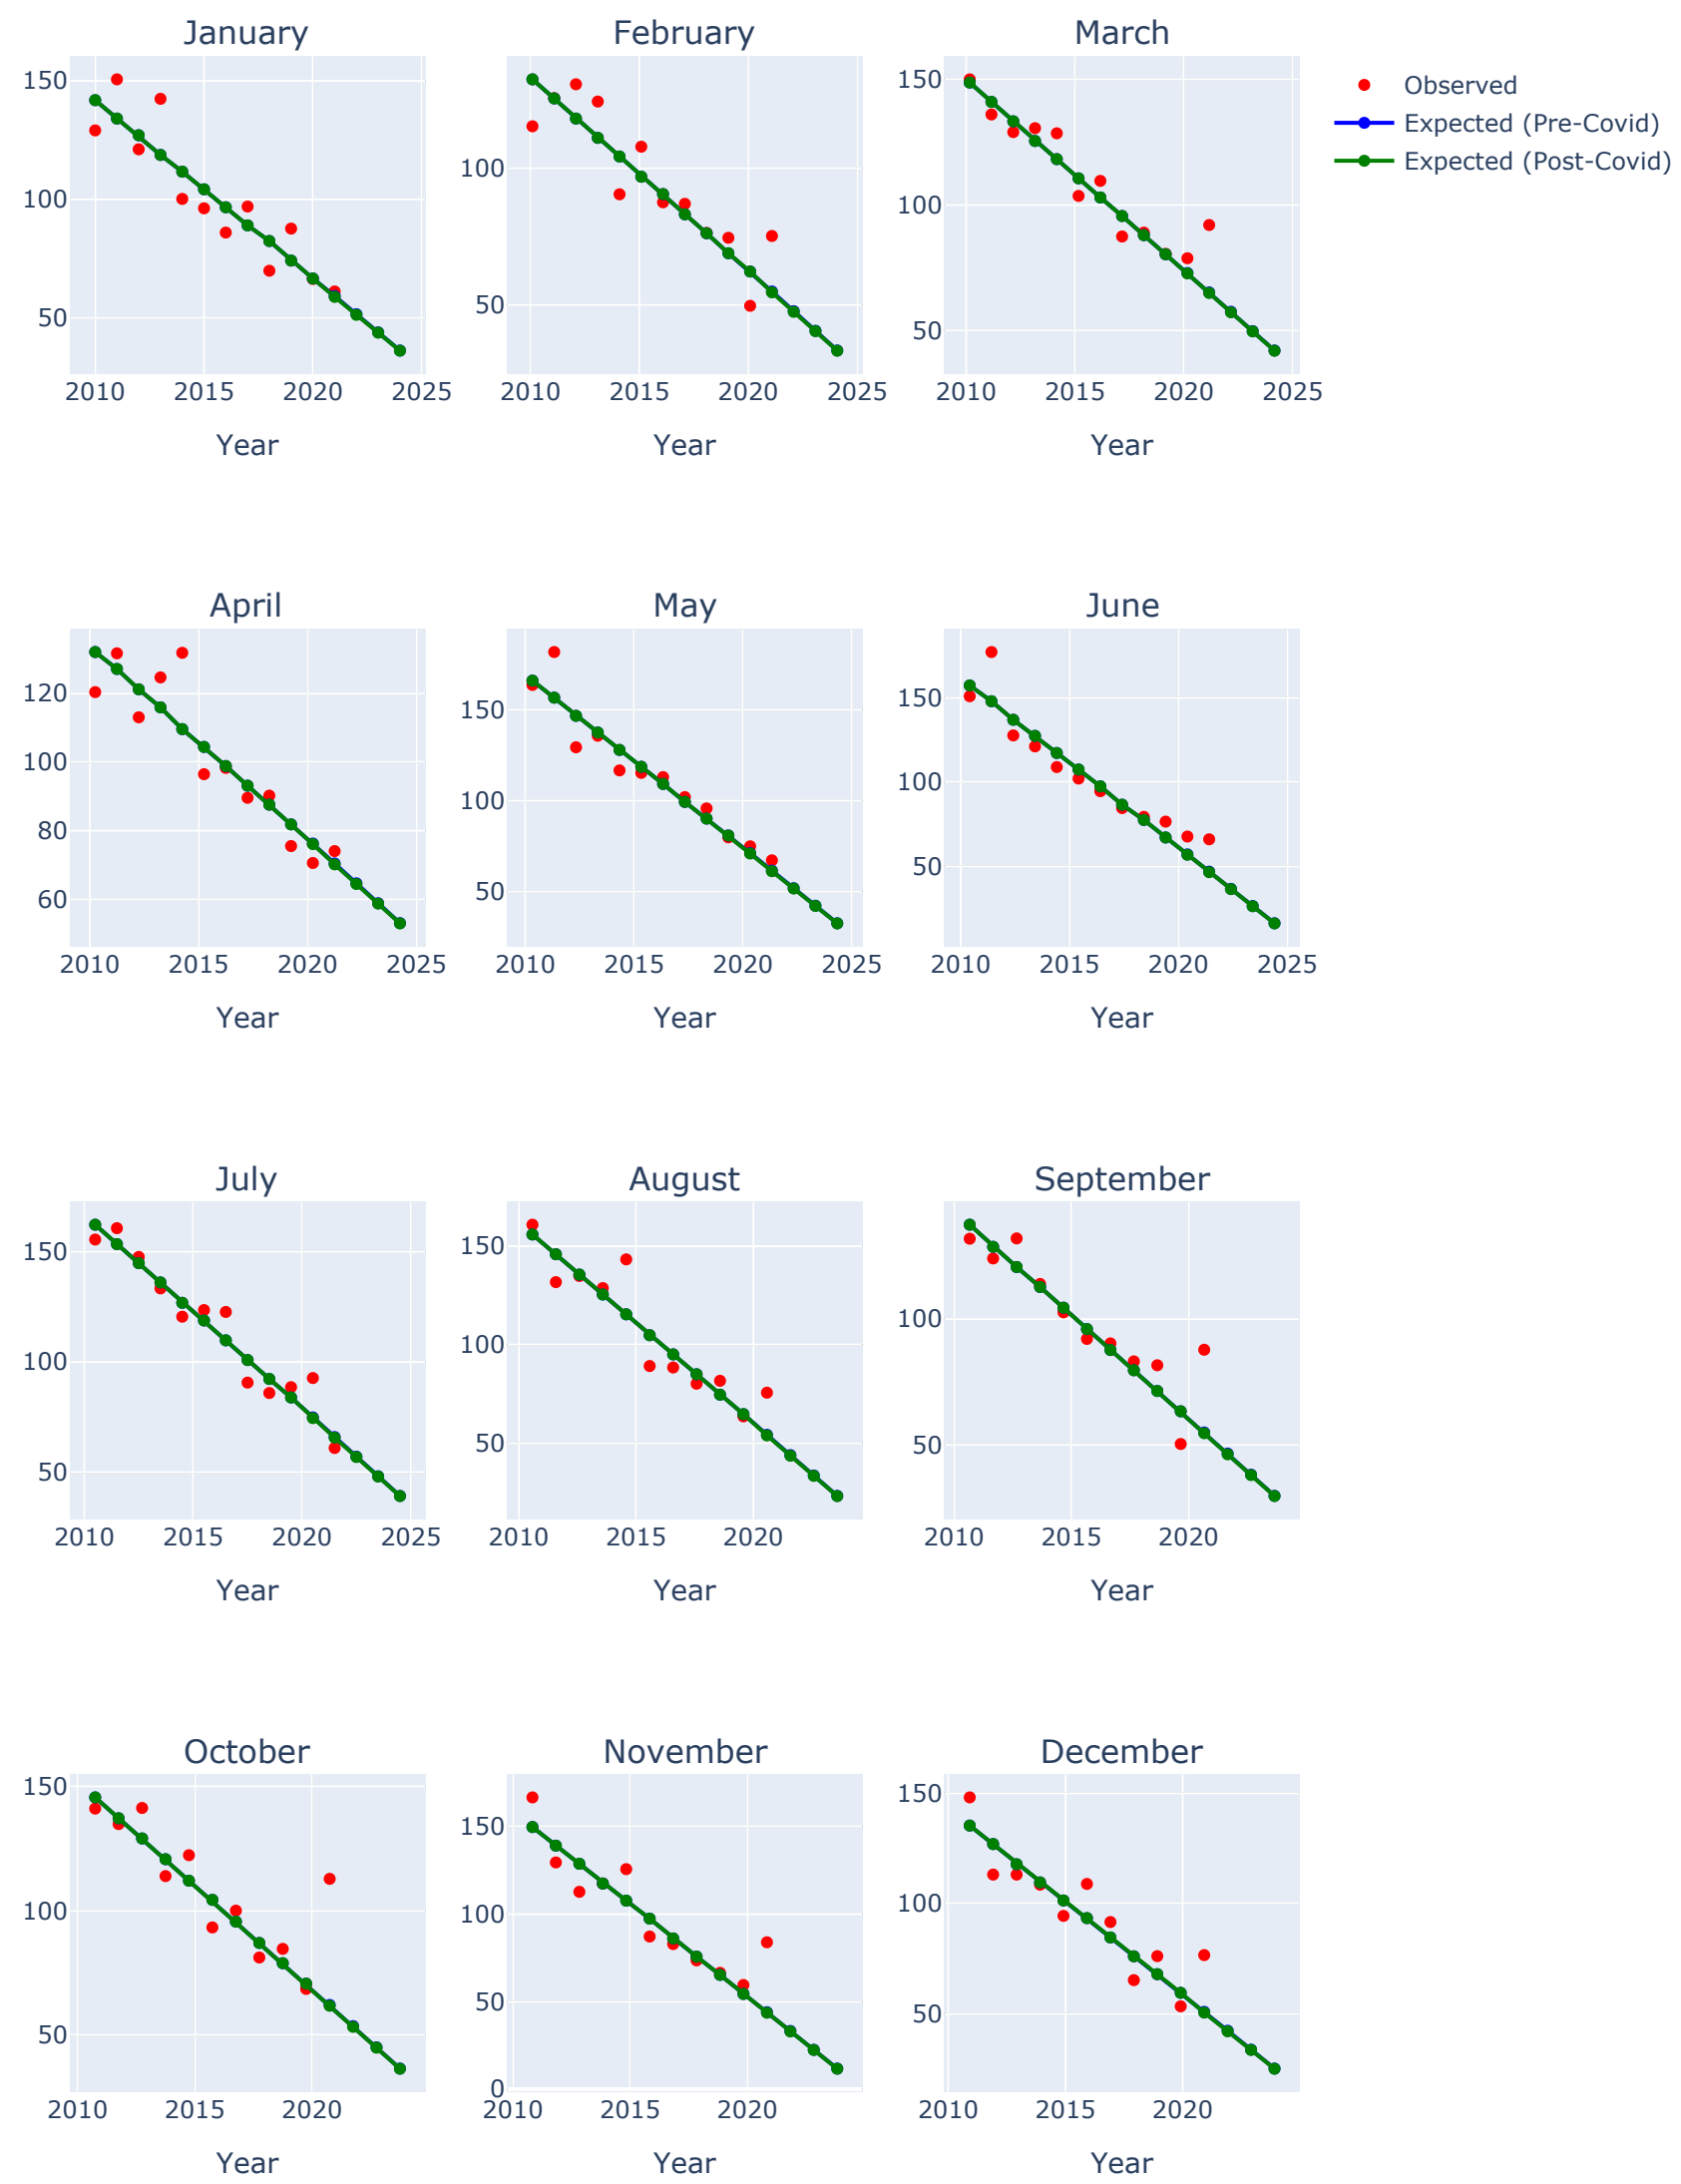 January February March
150
100
50
2010 2015 2020 2025
Year
100
50
2010 2015 2020 2025
Year
150
100
50
2010 2015 2020 2025
Year
Observed
Expected (Pre-Covid)
Expected (Post-Covid)
April May June
120
100
80
60
2010 2015 2020 2025
Year
150
100
50
2010 2015 2020 2025
Year
150
100
50
2010 2015 2020 2025
Year
July August September
150
100
50
2010 2015 2020 2025
Year
150
100
50
2010 2015 2020
Year
100
50
2010 2015 2020
Year
October November December
150
100
50
2010 2015 2020
Year
150
100
50
0
2010 2015 2020
Year
150
100
50
2010 2015 2020
Year